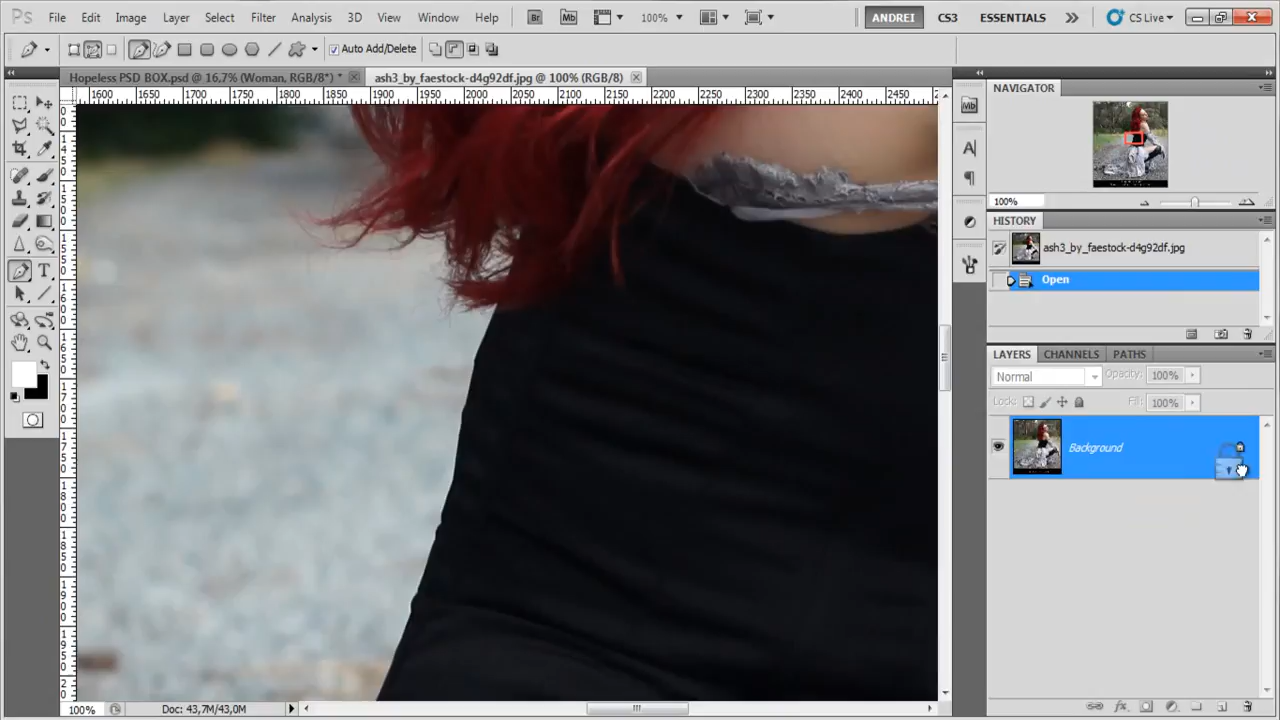 Ps File Edit Image Layer Select Filter Analysis 3D View Window Help Br Mb 100% ANDREI CS3 ESSENTIALS CS Live
Auto Add/Delete
Hopeless PSD BOX.psd @ 16,7% (Woman, RGB/8*) * ash3_by_faestock-d4g92df.jpg @ 100% (RGB/8)
1600 1650 1700 1750 1800 1850 1900 1950 2000 2050 2100 2150 2200 2250 2300 2350 2400 2450
NAVIGATOR
100%
HISTORY
ash3_by_faestock-d4g92df.jpg
Open
LAYERS CHANNELS PATHS
Normal Opacity: 100%
Lock: Fill: 100%
Background
100% Doc: 43,7M/43,0M